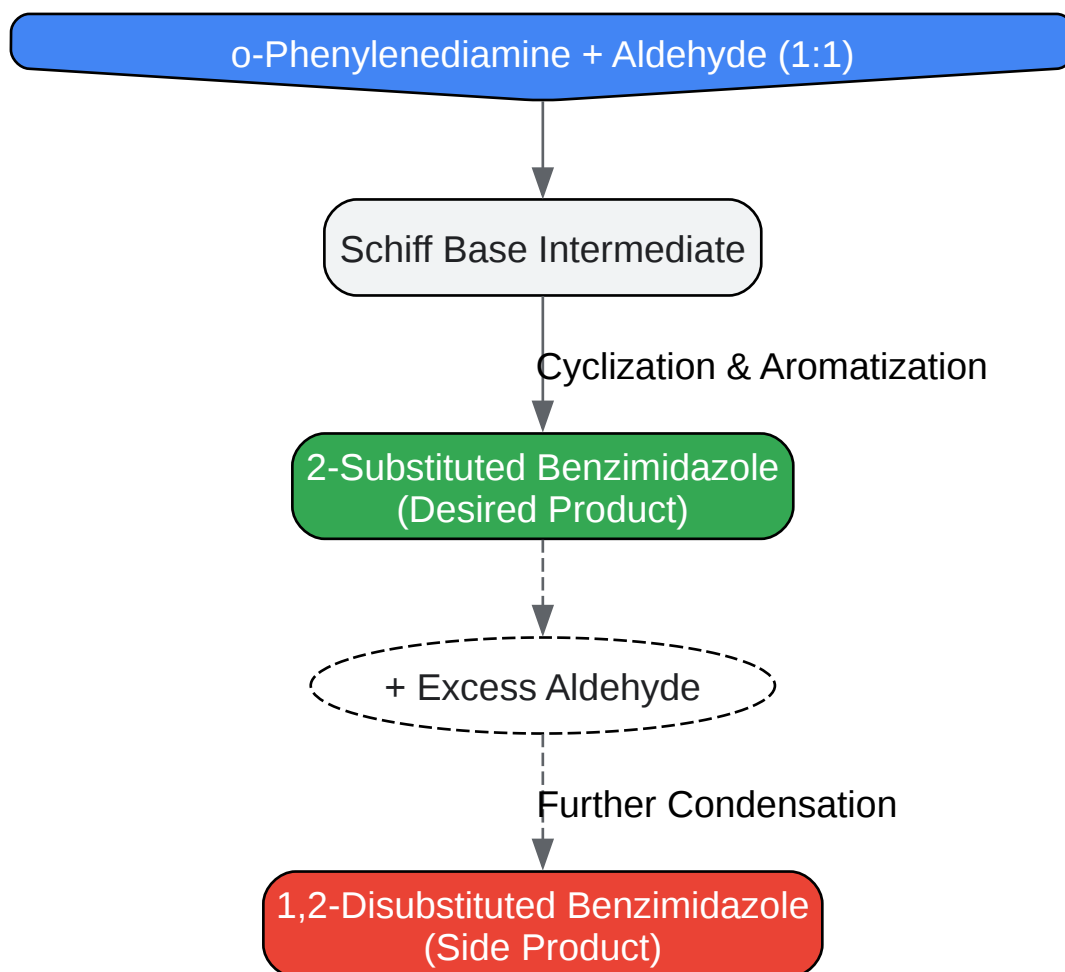 o-Phenylenediamine + Aldehyde (1:1)
Schiff Base Intermediate
Cyclization & Aromatization
2-Substituted Benzimidazole
(Desired Product)
+ Excess Aldehyde
Further Condensation
1,2-Disubstituted Benzimidazole
(Side Product)